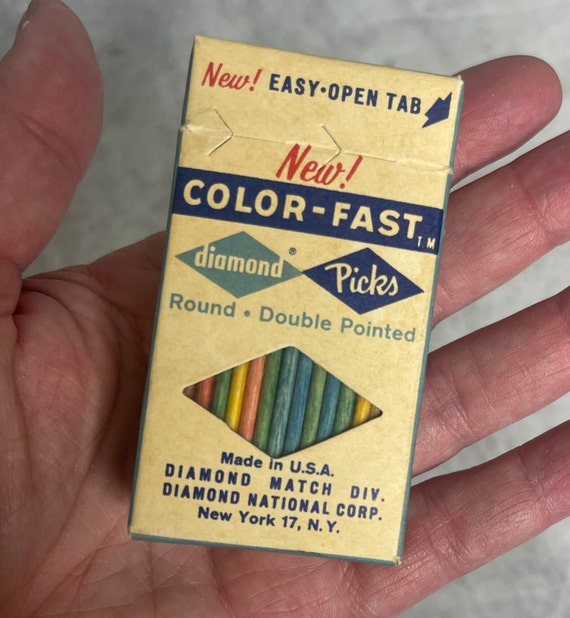 New! EASY•OPEN TAB
New!
COLOR-FAST TM
diamond ® Picks
Round • Double Pointed
Made in U.S.A.
DIAMOND MATCH DIV.
DIAMOND NATIONAL CORP.
New York 17, N.Y.